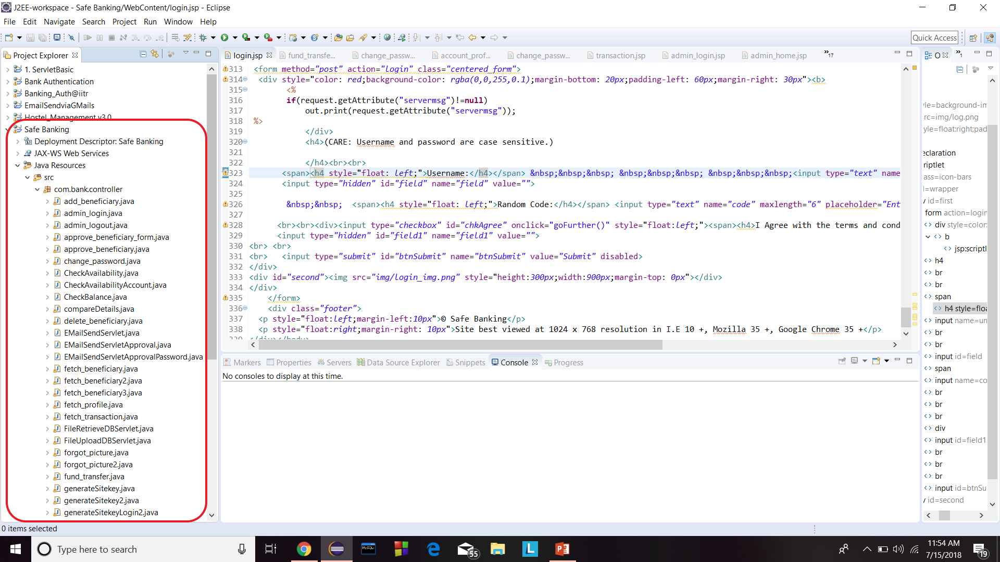 J2EE-workspace - Safe Banking/WebContent/login.jsp - Eclipse
File Edit Navigate Search Project Run Window Help
Quick Access
Project Explorer
1. ServletBasic
Bank Authentication
Banking_Auth@iitr
EmailSendviaGMails
Hostel_Management v3.0
Safe Banking
Deployment Descriptor: Safe Banking
JAX-WS Web Services
Java Resources
src
com.bank.controller
add_beneficiary.java
admin_login.java
admin_logout.java
approve_beneficiary_form.java
approve_beneficiary.java
change_password.java
CheckAvailability.java
CheckAvailabilityAccount.java
CheckBalance.java
compareDetails.java
delete_beneficiary.java
EMailSendServlet.java
EMailSendServletApproval.java
EMailSendServletApprovalPassword.java
fetch_beneficiary.java
fetch_beneficiary2.java
fetch_beneficiary3.java
fetch_profile.java
fetch_transaction.java
FileRetrieveDBServlet.java
FileUploadDBServlet.java
forgot_picture.java
forgot_picture2.java
fund_transfer.java
generateSitekey.java
generateSitekey2.java
generateSitekeyLogin2.java
login.jsp fund_transfe... change_passw... account_prof... change_passw... transaction.jsp admin_login.jsp admin_home.jsp »17
313 <form method="post" action="login" class="centered_form">
314 <div style="color: red;background-color: rgba(0,0,255,0.1);margin-bottom: 20px;padding-left: 60px;margin-right: 30px"><b>
315 <%
316 if(request.getAttribute("servermsg")!=null)
317 out.print(request.getAttribute("servermsg"));
318 %>
319 </div>
320 <h4>(CARE: Username and password are case sensitive.)
321
322 </h4><br><br>
323 <span><h4 style="float: left;">Username:</h4></span> &nbsp;&nbsp;&nbsp; &nbsp;&nbsp;&nbsp; &nbsp;&nbsp;&nbsp;<input type="text" name
324 <input type="hidden" id="field" name="field" value="">
325
326 &nbsp;&nbsp; <span><h4 style="float: left;">Random Code:</h4></span> <input type="text" name="code" maxlength="6" placeholder="Ent
327
328 <br><br><div><input type="checkbox" id="chkAgree" onclick="goFurther()" style="float:left;"><span><h4>I Agree with the terms and cond
329 <input type="hidden" id="field1" name="field1" value="">
330 <br> <br>
331 <br> <input type="submit" id="btnSubmit" name="btnSubmit" value="Submit" disabled>
332 </div>
333 <div id="second"><img src="img/login_img.png" style="height:300px;width:900px;margin-top: 0px"></div>
334 </div>
335 </form>
336 <div class="footer">
337 <p style="float:left;margin-left:10px">© Safe Banking</p>
338 <p style="float:right;margin-right: 10px">Site best viewed at 1024 x 768 resolution in I.E 10 +, Mozilla 35 +, Google Chrome 35 +</p>
339 </div></body>
Markers Properties Servers Data Source Explorer Snippets Console Progress
No consoles to display at this time.
O »1
yle=background-im
rc=img/log.png
yle=float:right;pad
eclaration
riptlet
ass=icon-bars
l=wrapper
id=first
form action=login
div style=color:
b
jsp:scriptl
h4
br
br
span
h4 style=floa
input name=un
br
br
input id=field
span
input name=co
br
br
br
div
input id=field1
br
br
br
input id=btnSu
id=second
0 items selected
Type here to search
MySQL
55
L
11:54 AM
7/15/2018
19